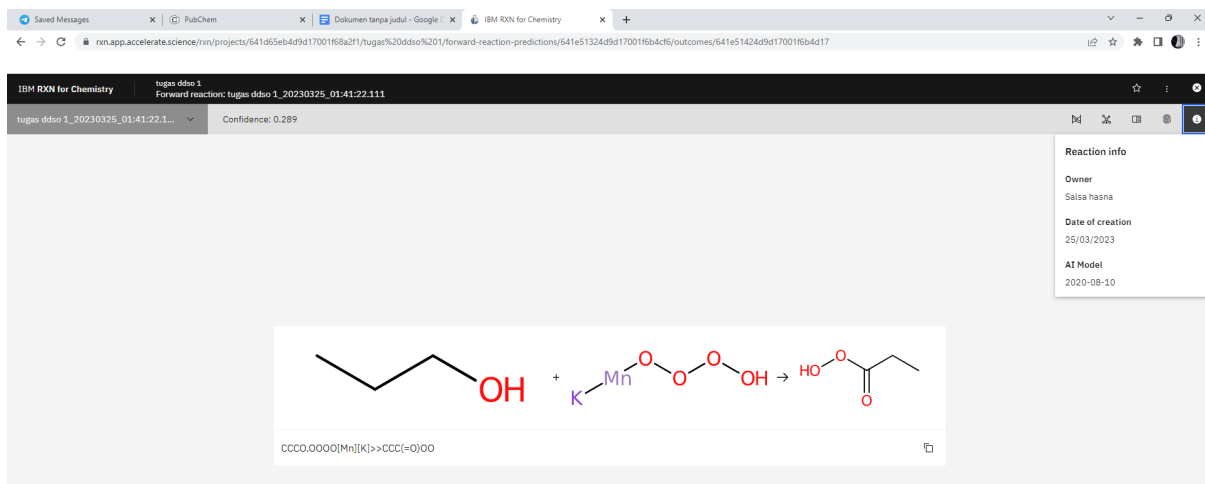 Saved Messages
PubChem
Dokumen tanpa judul - Google D
IBM RXN for Chemistry
rxn.app.accelerate.science/rxn/projects/641d65eb4d9d17001f68a2f1/tugas%20ddso%201/forward-reaction-predictions/641e51324d9d17001f6b4cf6/outcomes/641e51424d9d17001f6b4d17
IBM RXN for Chemistry
tugas ddso 1
Forward reaction: tugas ddso 1_20230325_01:41:22.111
tugas ddso 1_20230325_01:41:22.1...
Confidence: 0.289
Reaction info
Owner
Salsa hasna
Date of creation
25/03/2023
AI Model
2020-08-10
OH + K Mn O O O OH → HO O O
CCCO.OOOO[Mn][K]>>CCC(=O)OO